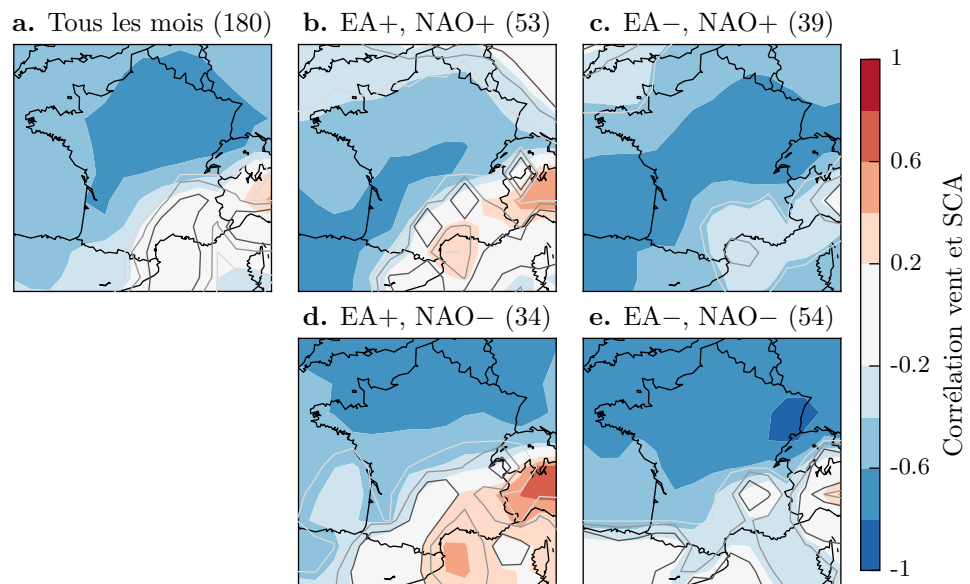 a. Tous les mois (180)
b. EA+, NAO+ (53)
c. EA−, NAO+ (39)
d. EA+, NAO− (34)
e. EA−, NAO− (54)
1
0.6
0.2
-0.2
-0.6
-1
Corrélation vent et SCA